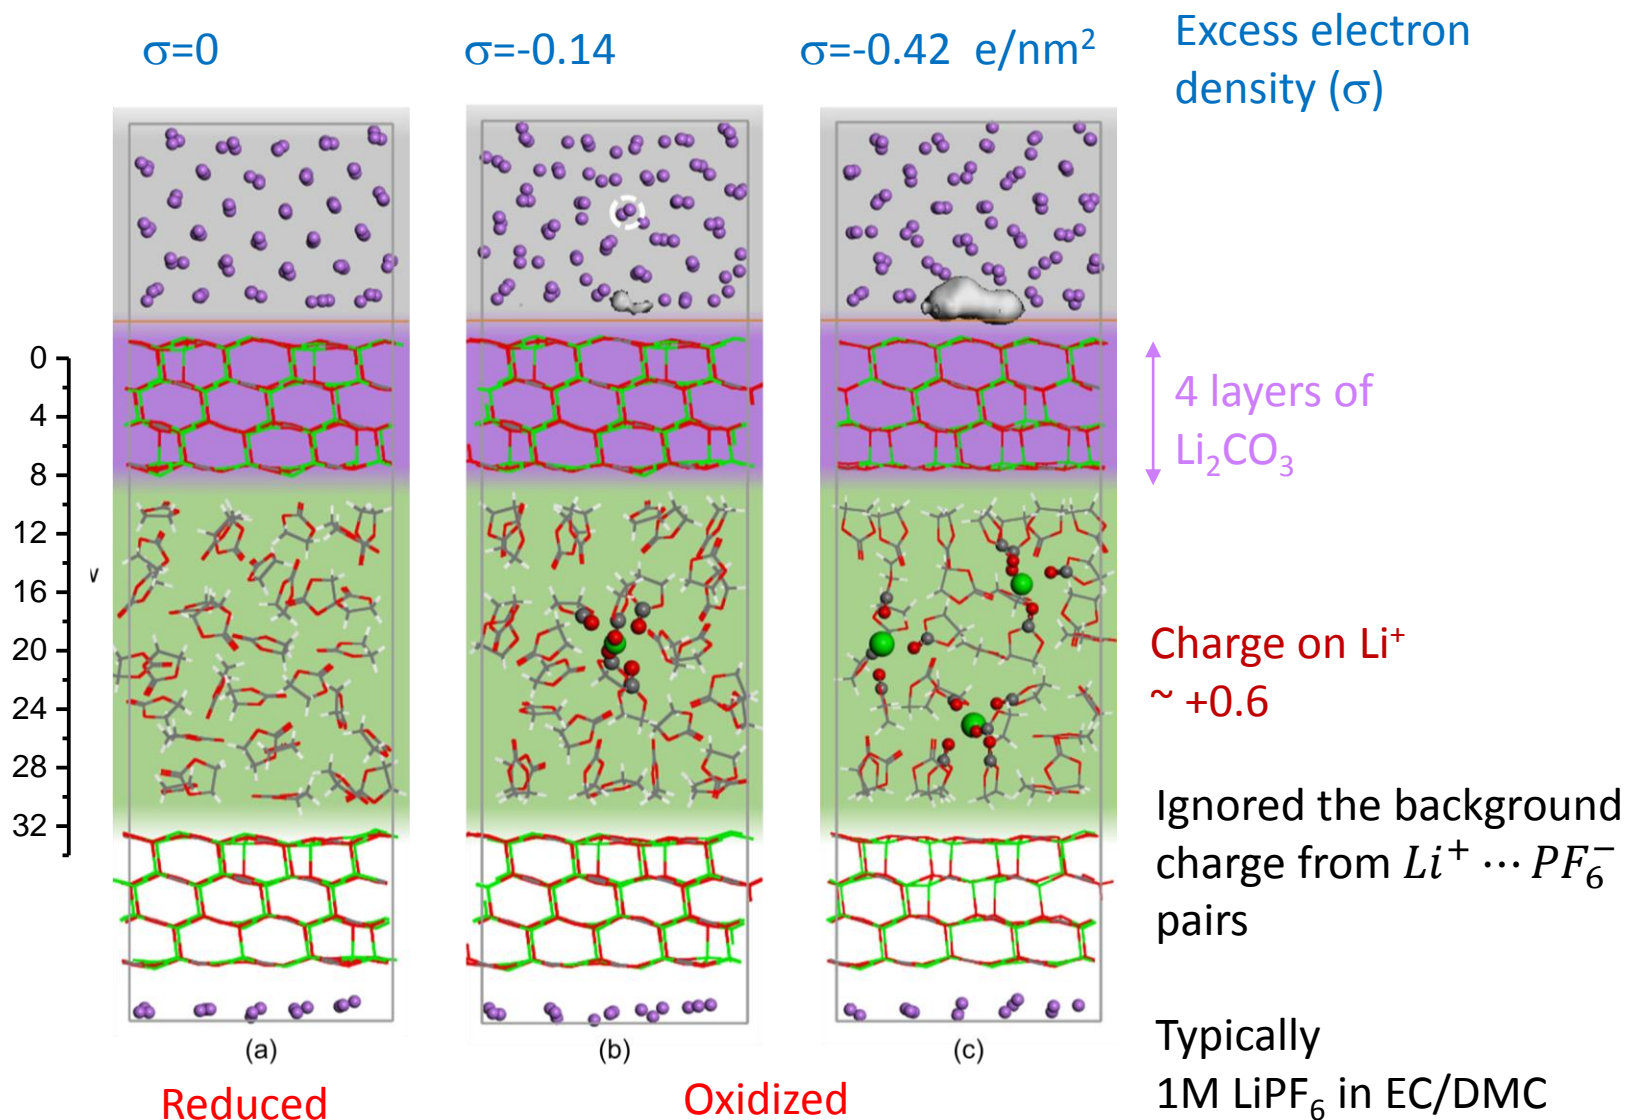 σ=0
σ=-0.14
σ=-0.42 e/nm²
Excess electron
density (σ)
0
4
8
12
16
20
24
28
32
4 layers of
Li₂CO₃
Charge on Li⁺
~ +0.6
Ignored the background
charge from Li⁺ ⋯ PF₆⁻
pairs
(a)
(b)
(c)
Reduced
Oxidized
Typically
1M LiPF₆ in EC/DMC